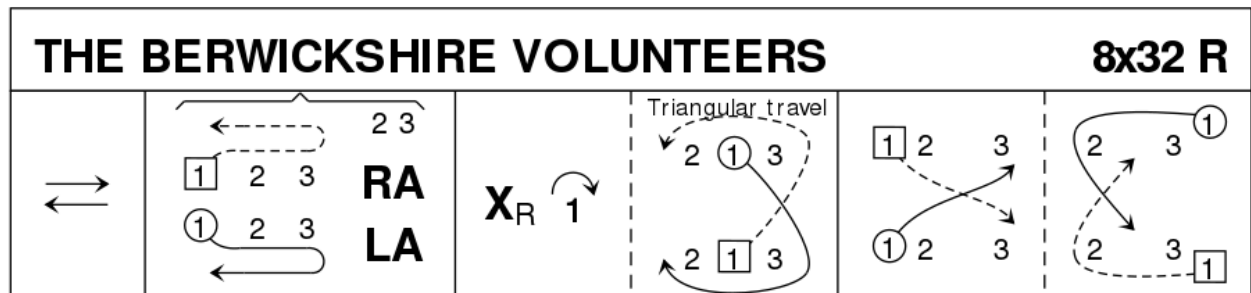 THE BERWICKSHIRE VOLUNTEERS 8x32 R
2 3
1 2 3 RA
1 2 3 LA
XR 1
Triangular travel
2 1 3
2 1 3
1 2 3
1 2 3
1
2 3
2 3
1